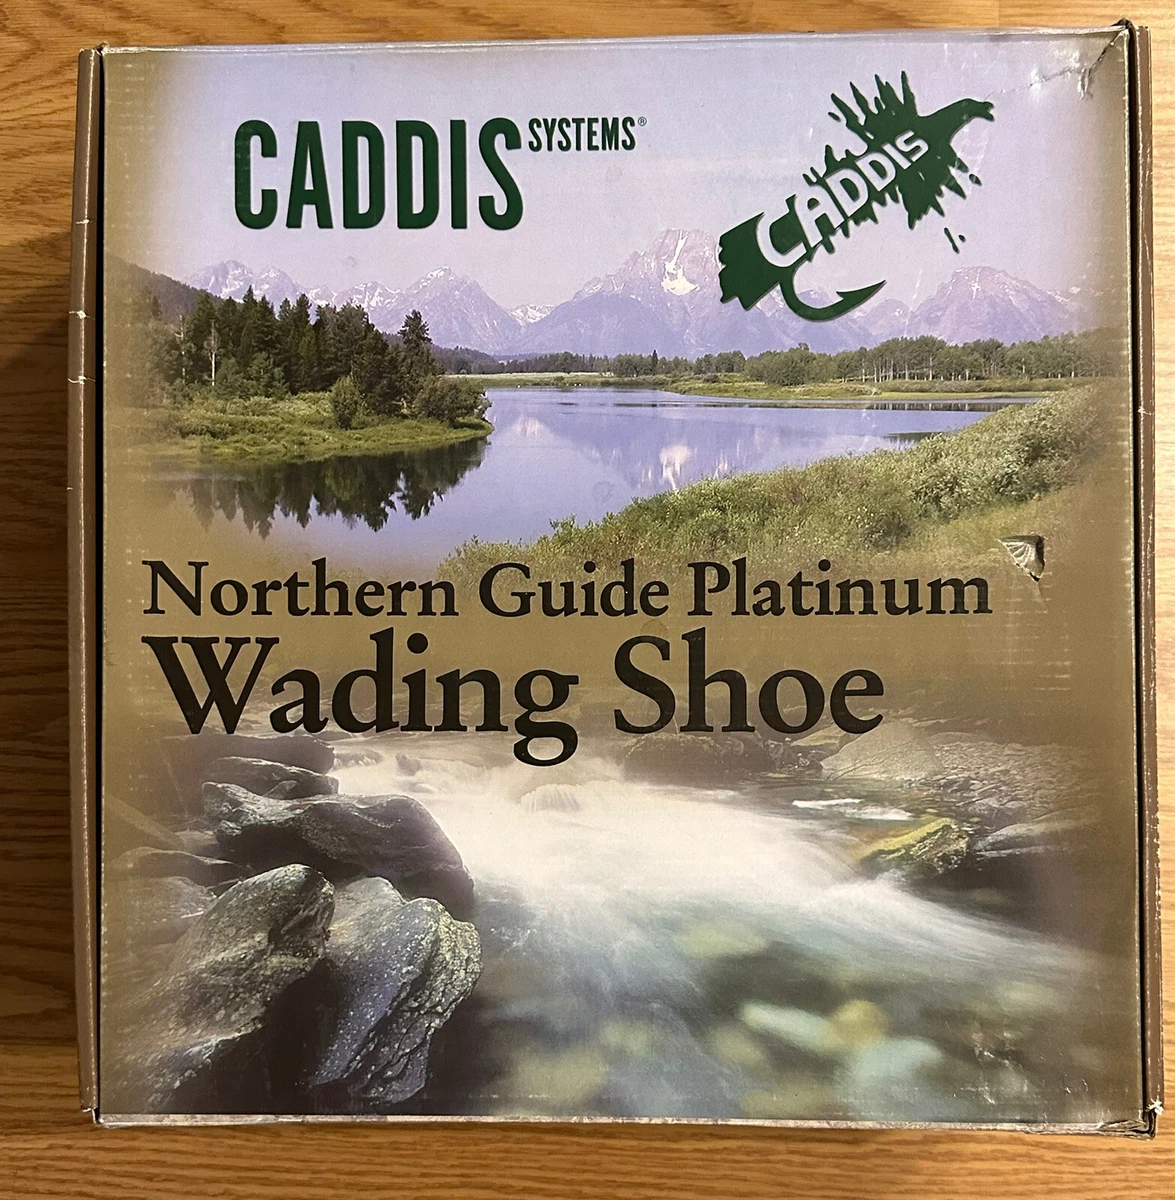 CADDIS SYSTEMS®
CADDIS
Northern Guide Platinum
Wading Shoe